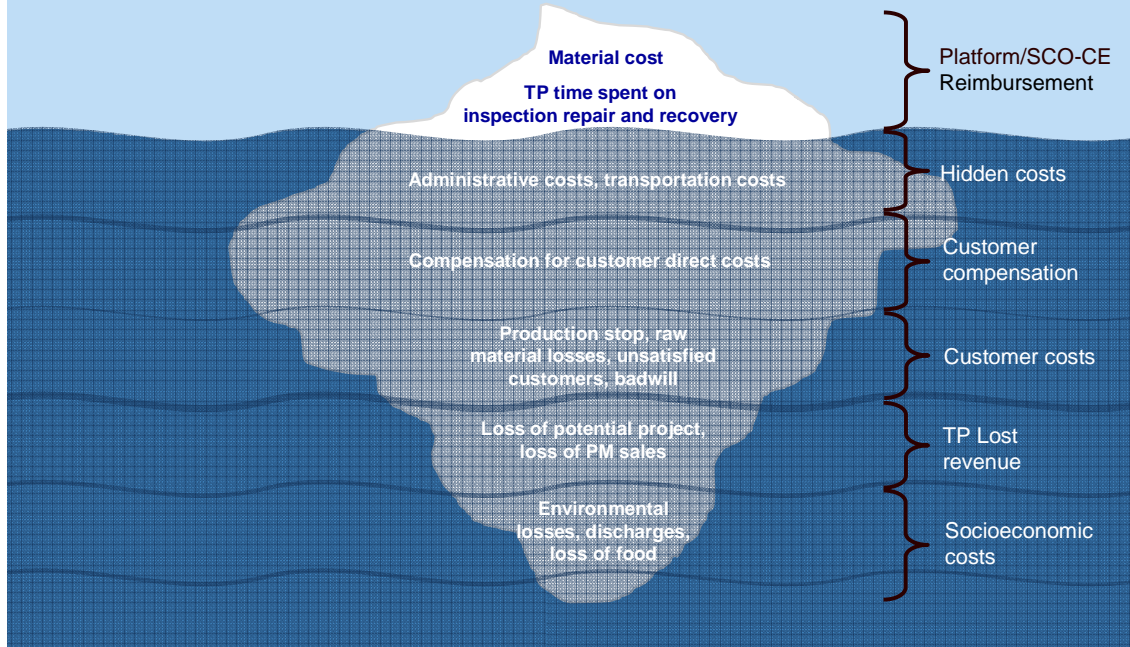 Material cost
TP time spent on
inspection repair and recovery
Platform/SCO-CE
Reimbursement
Administrative costs, transportation costs
Hidden costs
Compensation for customer direct costs
Customer
compensation
Production stop, raw
material losses, unsatisfied
customers, badwill
Customer costs
Loss of potential project,
loss of PM sales
TP Lost
revenue
Environmental
losses, discharges,
loss of food
Socioeconomic
costs